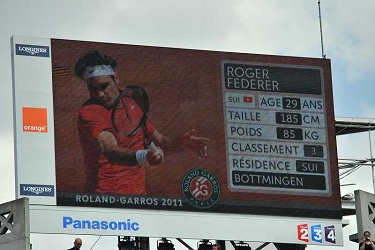 LONGINES
orange
LONGINES
ROLAND-GARROS 2011
ROGER
FEDERER
SUI AGE 29 ANS
TAILLE 185 CM
POIDS 85 KG
CLASSEMENT 3
RÉSIDENCE SUI
BOTTMINGEN
Panasonic
2 3 4